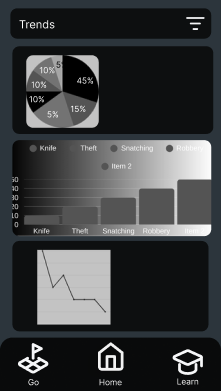 Trends
5%
10%
45%
10%
10%
15%
5%
Knife Theft Snatching Robbery
Item 2
50
40
30
20
10
0
Knife Theft Snatching Robbery Item
Go Home Learn